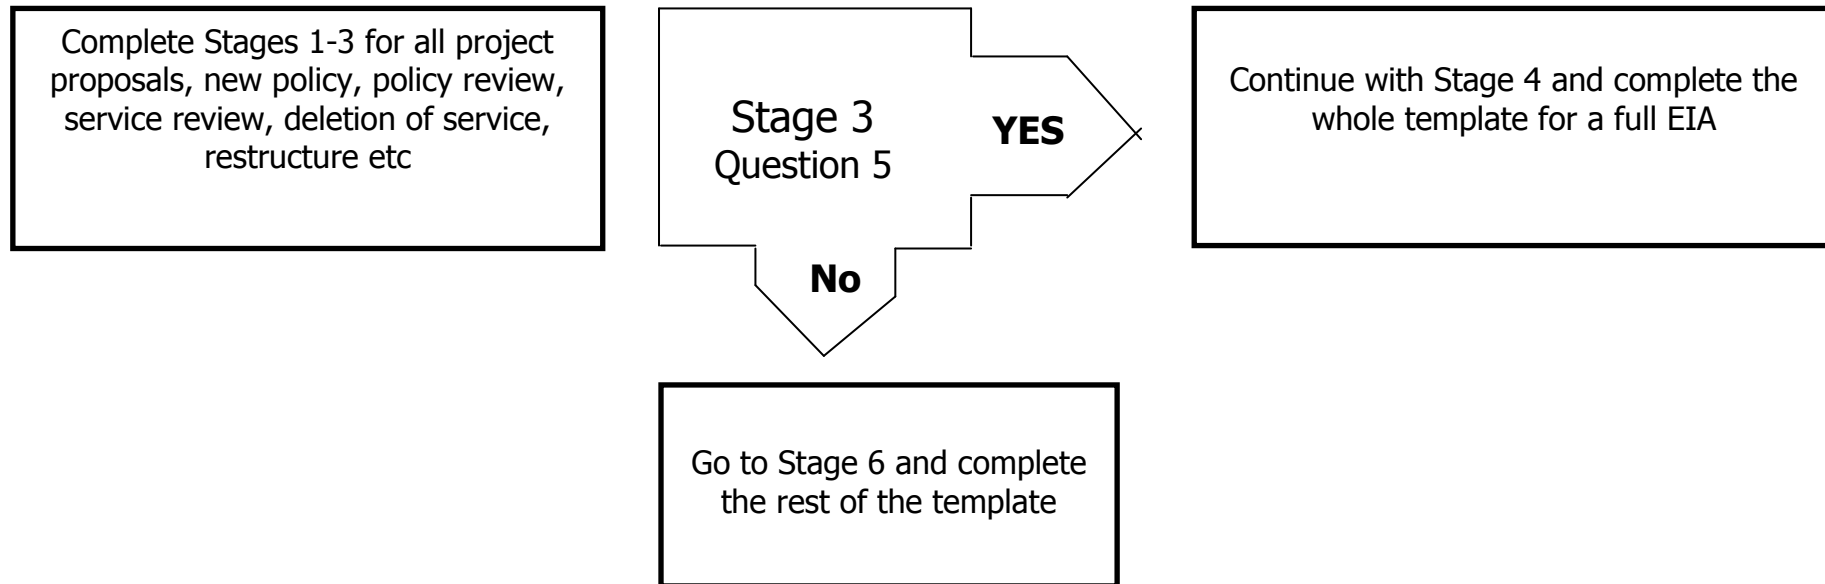 Complete Stages 1-3 for all project
proposals, new policy, policy review,
service review, deletion of service,
restructure etc
Stage 3
Question 5
YES
No
Continue with Stage 4 and complete the
whole template for a full EIA
Go to Stage 6 and complete
the rest of the template